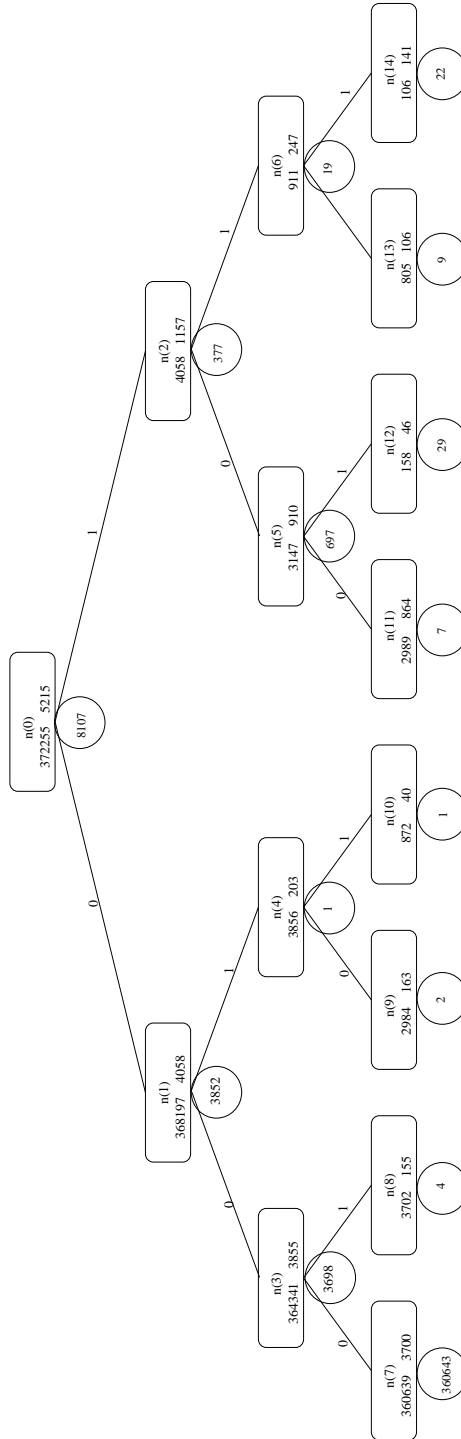 n(0)
372255 5215
8107
0
1
n(1)
368197 4058
3852
n(2)
4058 1157
377
0
1
0
1
n(3)
364341 3855
3698
n(4)
3856 203
1
n(5)
3147 910
697
n(6)
911 247
19
0
1
0
1
0
1
1
n(7)
360639 3700
360643
n(8)
3702 155
4
n(9)
2984 163
2
n(10)
872 40
1
n(11)
2989 864
7
n(12)
158 46
29
n(13)
805 106
9
n(14)
106 141
22